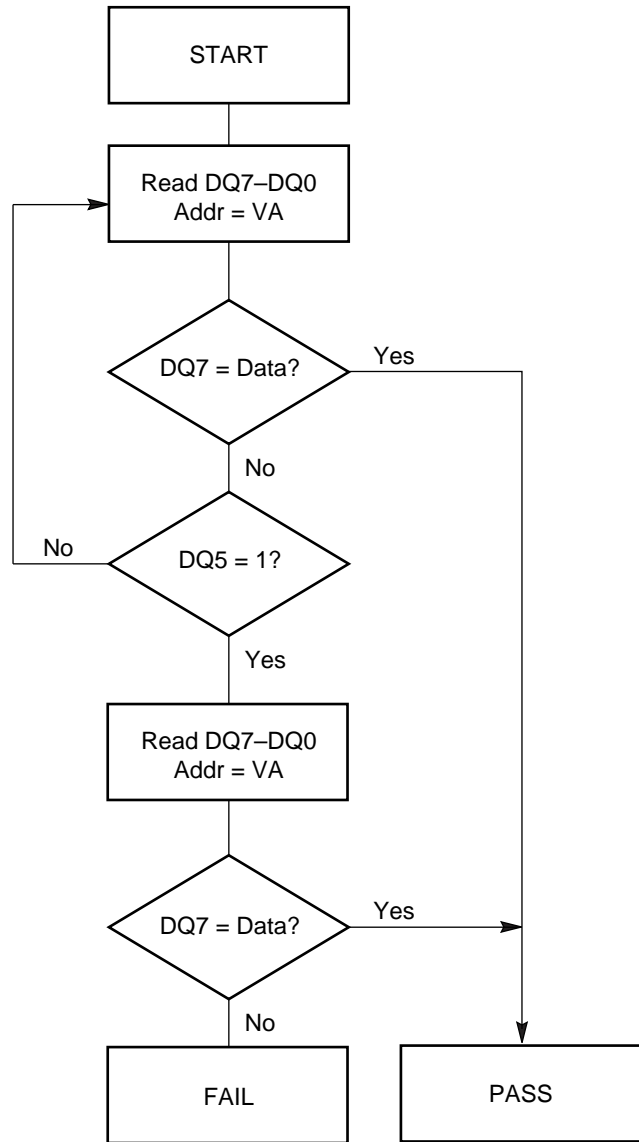 START
Read DQ7–DQ0
Addr = VA
DQ7 = Data?
Yes
No
No
DQ5 = 1?
Yes
Read DQ7–DQ0
Addr = VA
DQ7 = Data?
Yes
No
FAIL
PASS